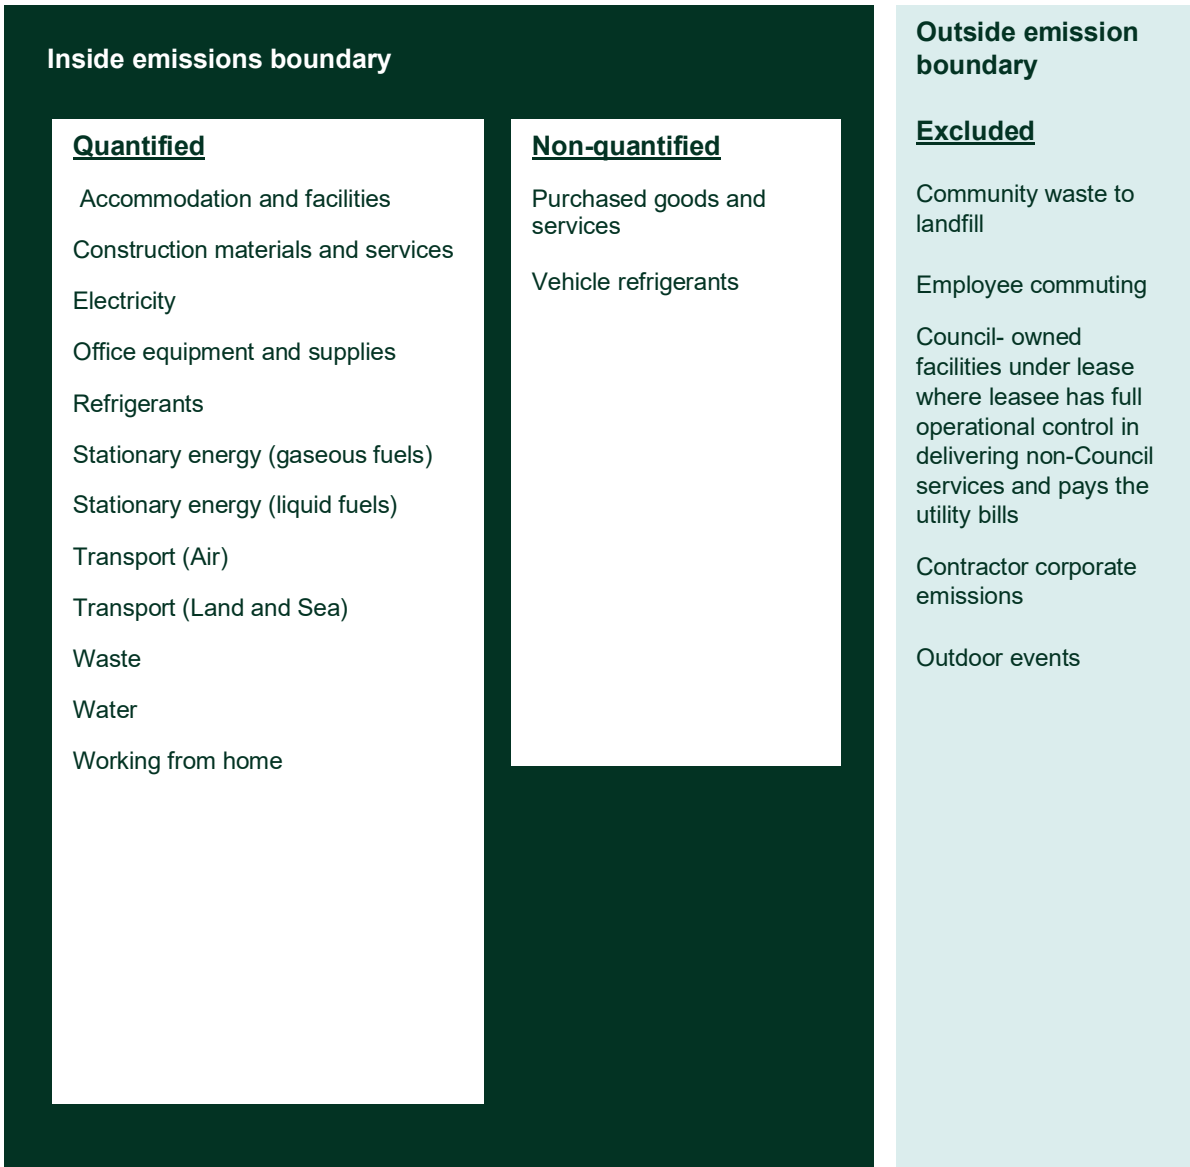 Inside emissions boundary
Quantified
Accommodation and facilities
Construction materials and services
Electricity
Office equipment and supplies
Refrigerants
Stationary energy (gaseous fuels)
Stationary energy (liquid fuels)
Transport (Air)
Transport (Land and Sea)
Waste
Water
Working from home
Non-quantified
Purchased goods and
services
Vehicle refrigerants
Outside emission
boundary
Excluded
Community waste to
landfill
Employee commuting
Council- owned
facilities under lease
where leasee has full
operational control in
delivering non-Council
services and pays the
utility bills
Contractor corporate
emissions
Outdoor events